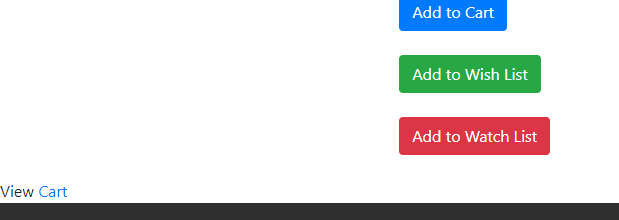 Add to Cart
Add to Wish List
Add to Watch List
View Cart